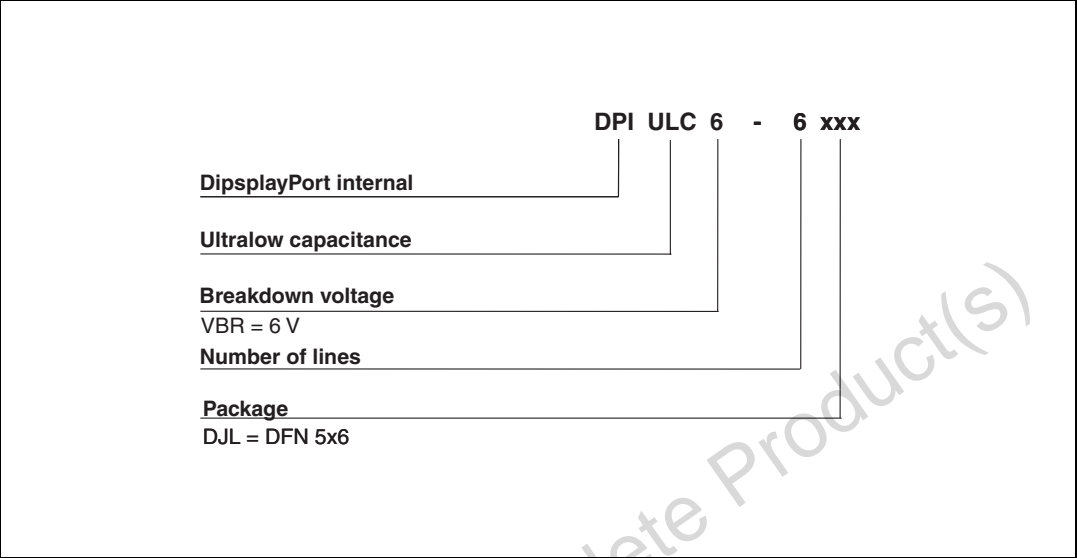 DPI ULC 6 - 6 xxx
DipsplayPort internal
Ultralow capacitance
Breakdown voltage
VBR = 6 V
Number of lines
Package
DJL = DFN 5x6
lete Product(s)